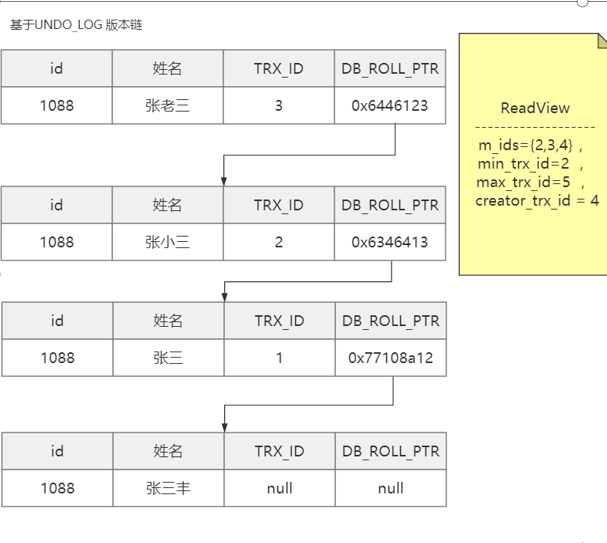 基于UNDO_LOG 版本链
id 姓名 TRX_ID DB_ROLL_PTR
1088 张老三 3 0x6446123
id 姓名 TRX_ID DB_ROLL_PTR
1088 张小三 2 0x6346413
id 姓名 TRX_ID DB_ROLL_PTR
1088 张三 1 0x77108a12
id 姓名 TRX_ID DB_ROLL_PTR
1088 张三丰 null null
ReadView
m_ids={2,3,4} ,
min_trx_id=2 ,
max_trx_id=5 ,
creator_trx_id = 4